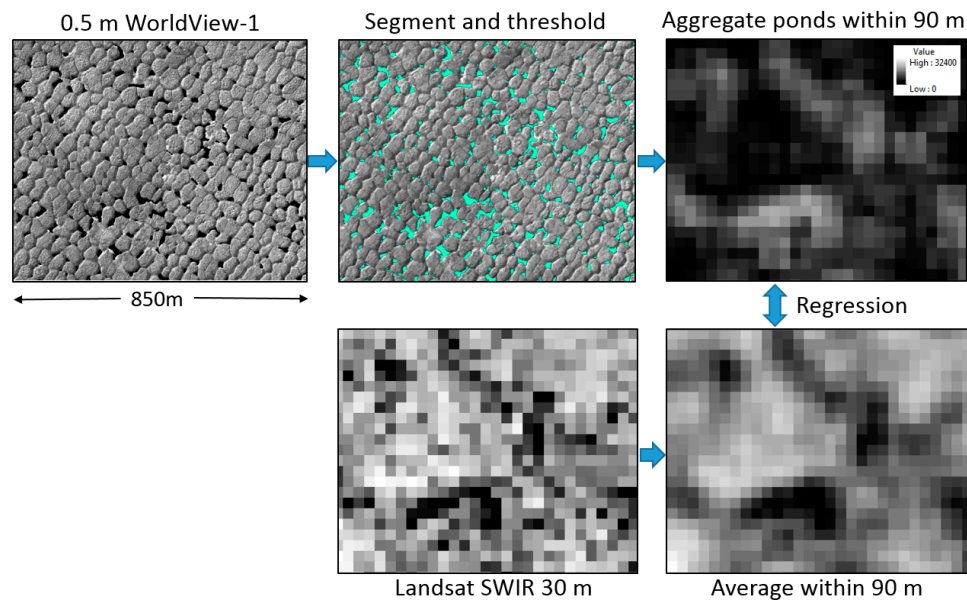 0.5 m WorldView-1
Segment and threshold
Aggregate ponds within 90 m
Value
High : 32400
Low : 0
850m
Regression
Landsat SWIR 30 m
Average within 90 m